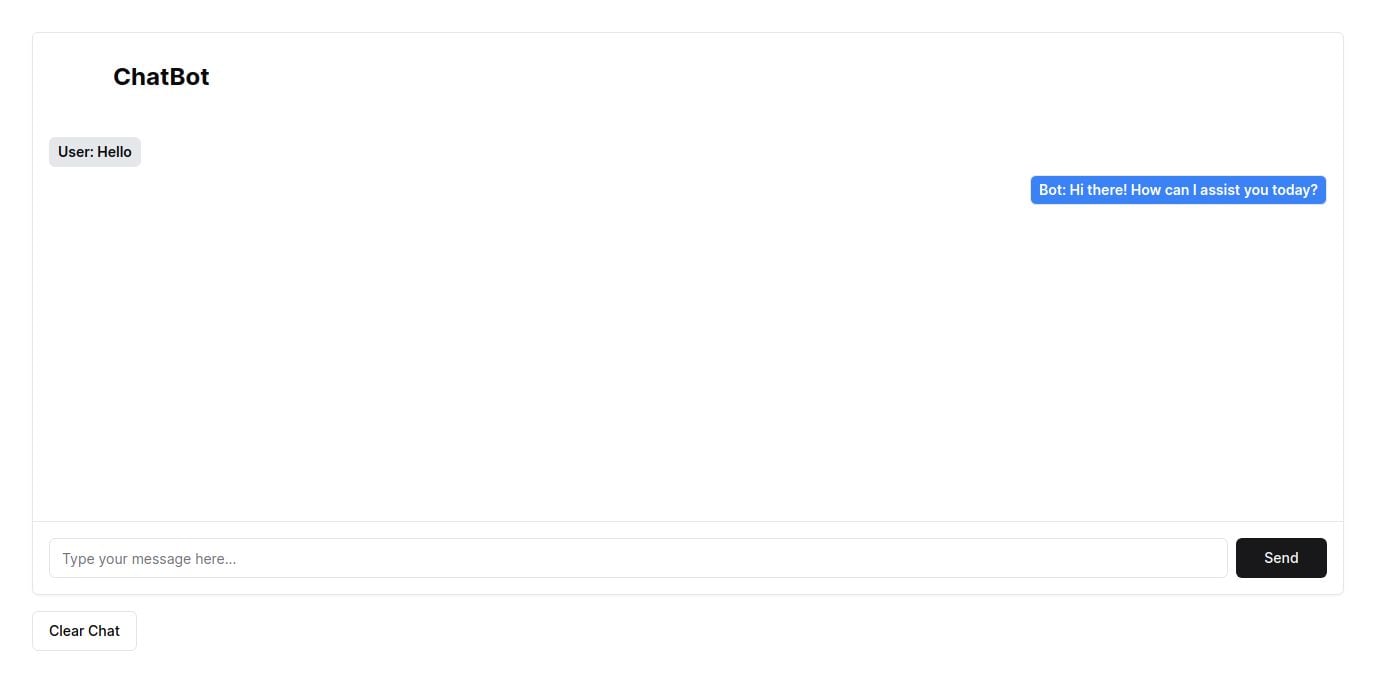 ChatBot
User: Hello
Bot: Hi there! How can I assist you today?
Type your message here...
Send
Clear Chat